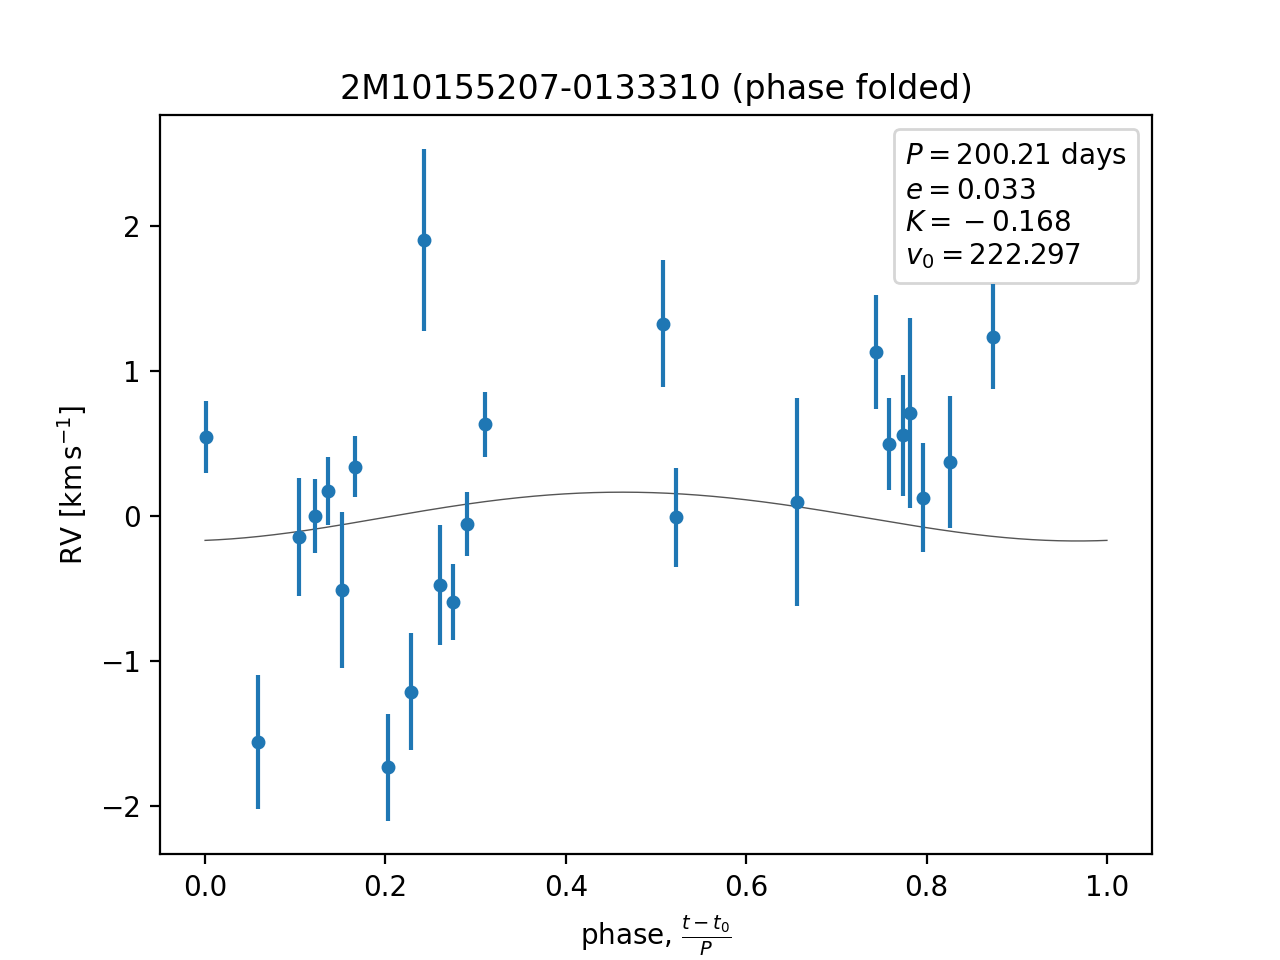 2M10155207-0133310 (phase folded)
P = 200.21 days
e = 0.033
K = −0.168
v₀ = 222.297
RV [km s⁻¹]
2
1
0
−1
−2
0.0 0.2 0.4 0.6 0.8 1.0
phase, (t − t₀)/P